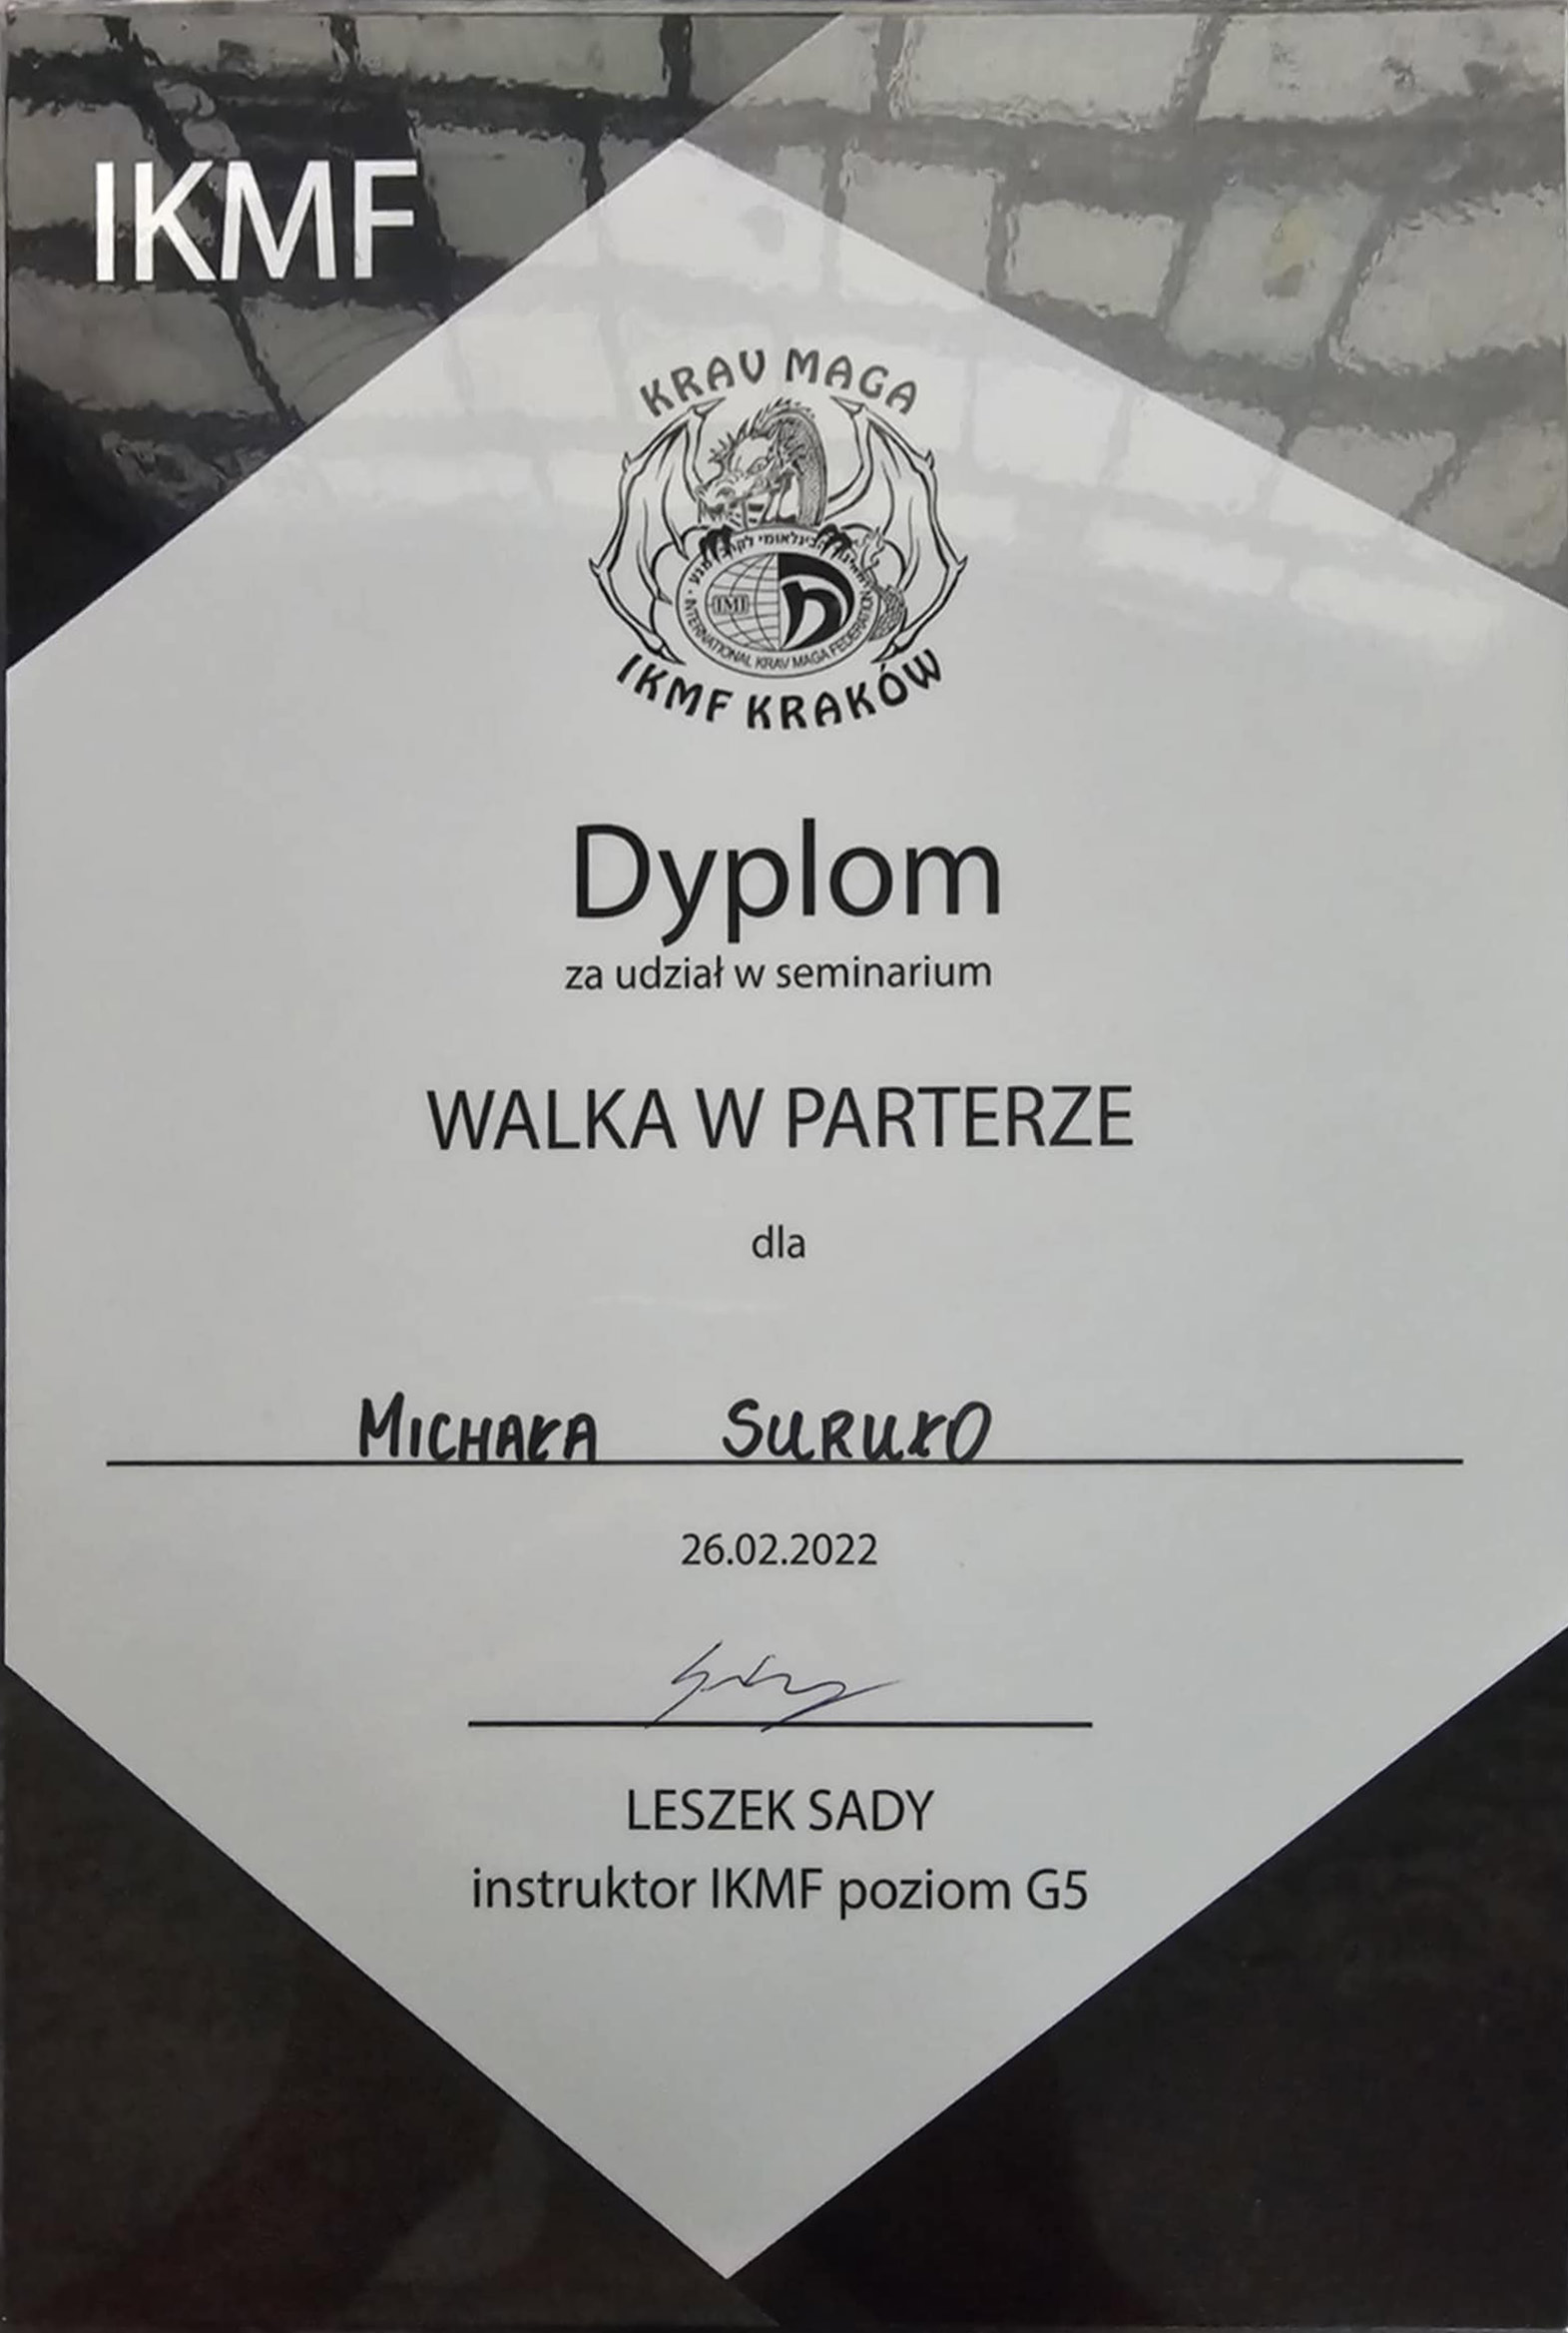 IKMF
KRAV MAGA
IMI
INTERNATIONAL KRAV MAGA FEDERATION
IKMF KRAKÓW
Dyplom
za udział w seminarium
WALKA W PARTERZE
dla
MICHAŁA SURUŁO
26.02.2022
LESZEK SADY
instruktor IKMF poziom G5